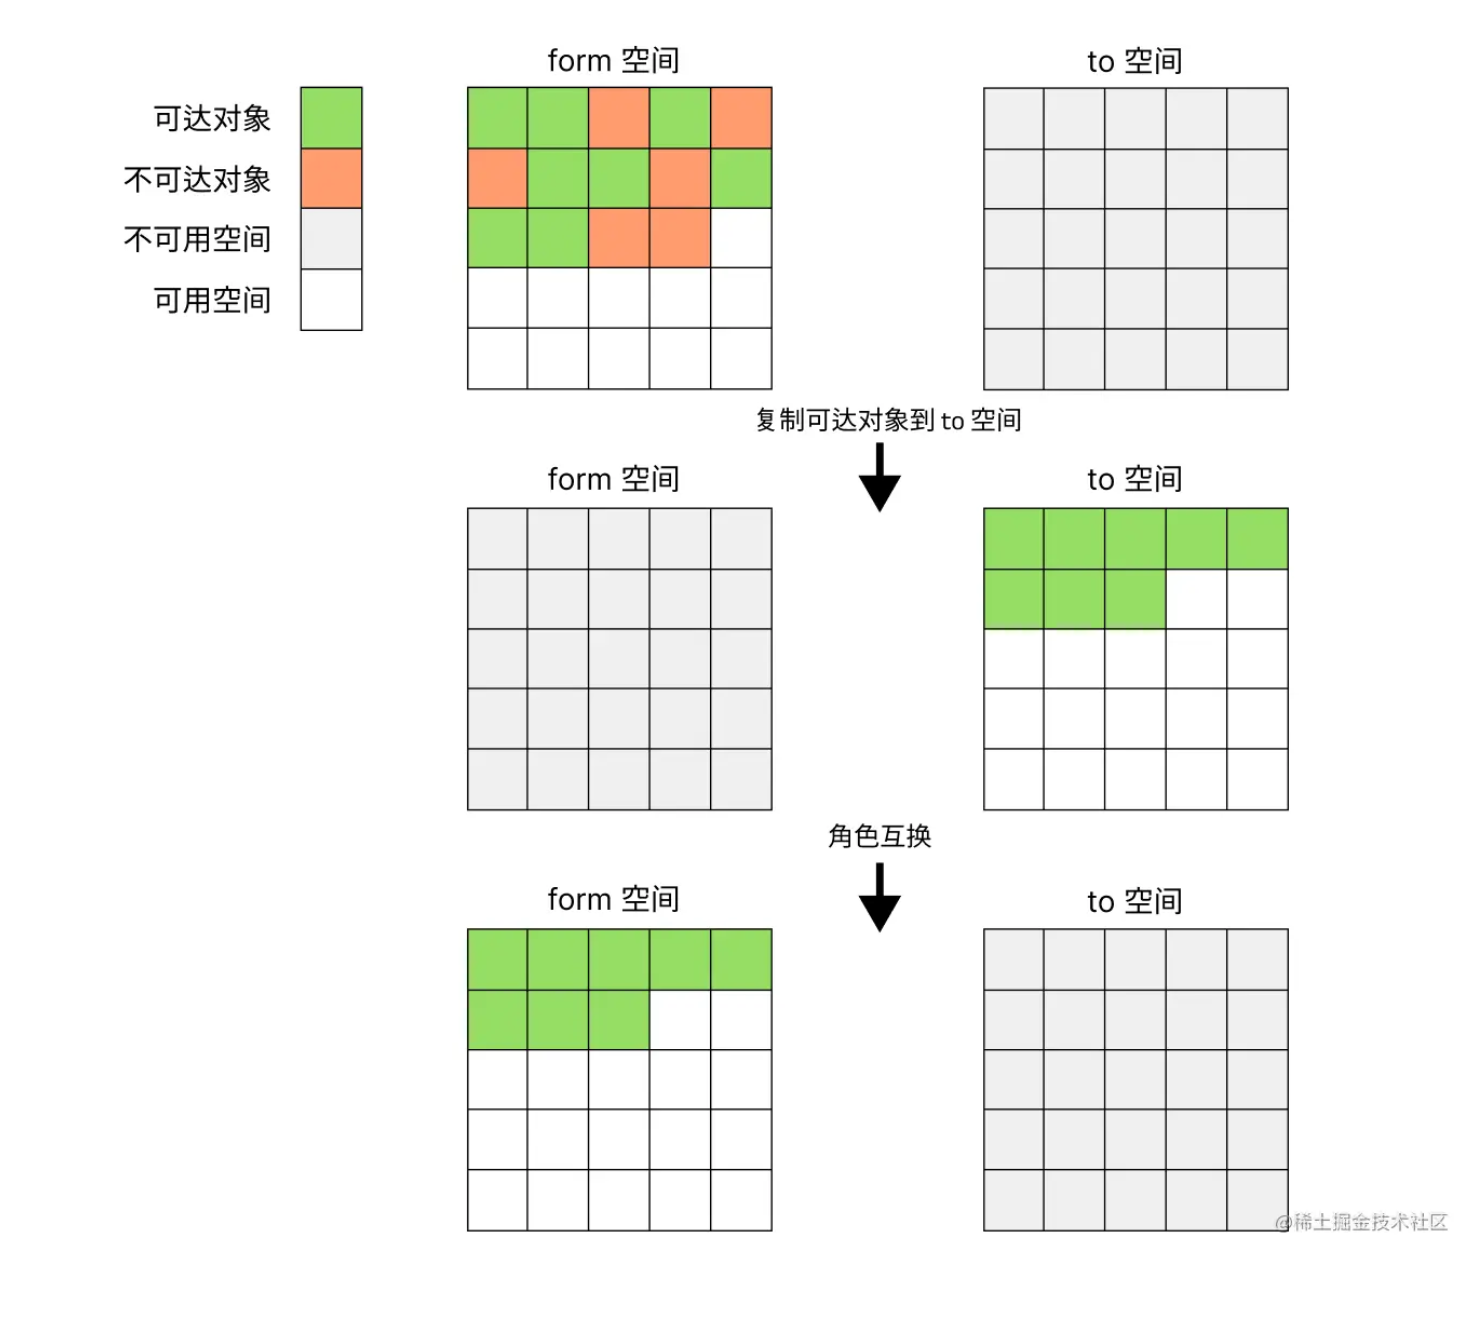 form 空间
to 空间
可达对象
不可达对象
不可用空间
可用空间
复制可达对象到 to 空间
form 空间
to 空间
角色互换
form 空间
to 空间
@稀土掘金技术社区